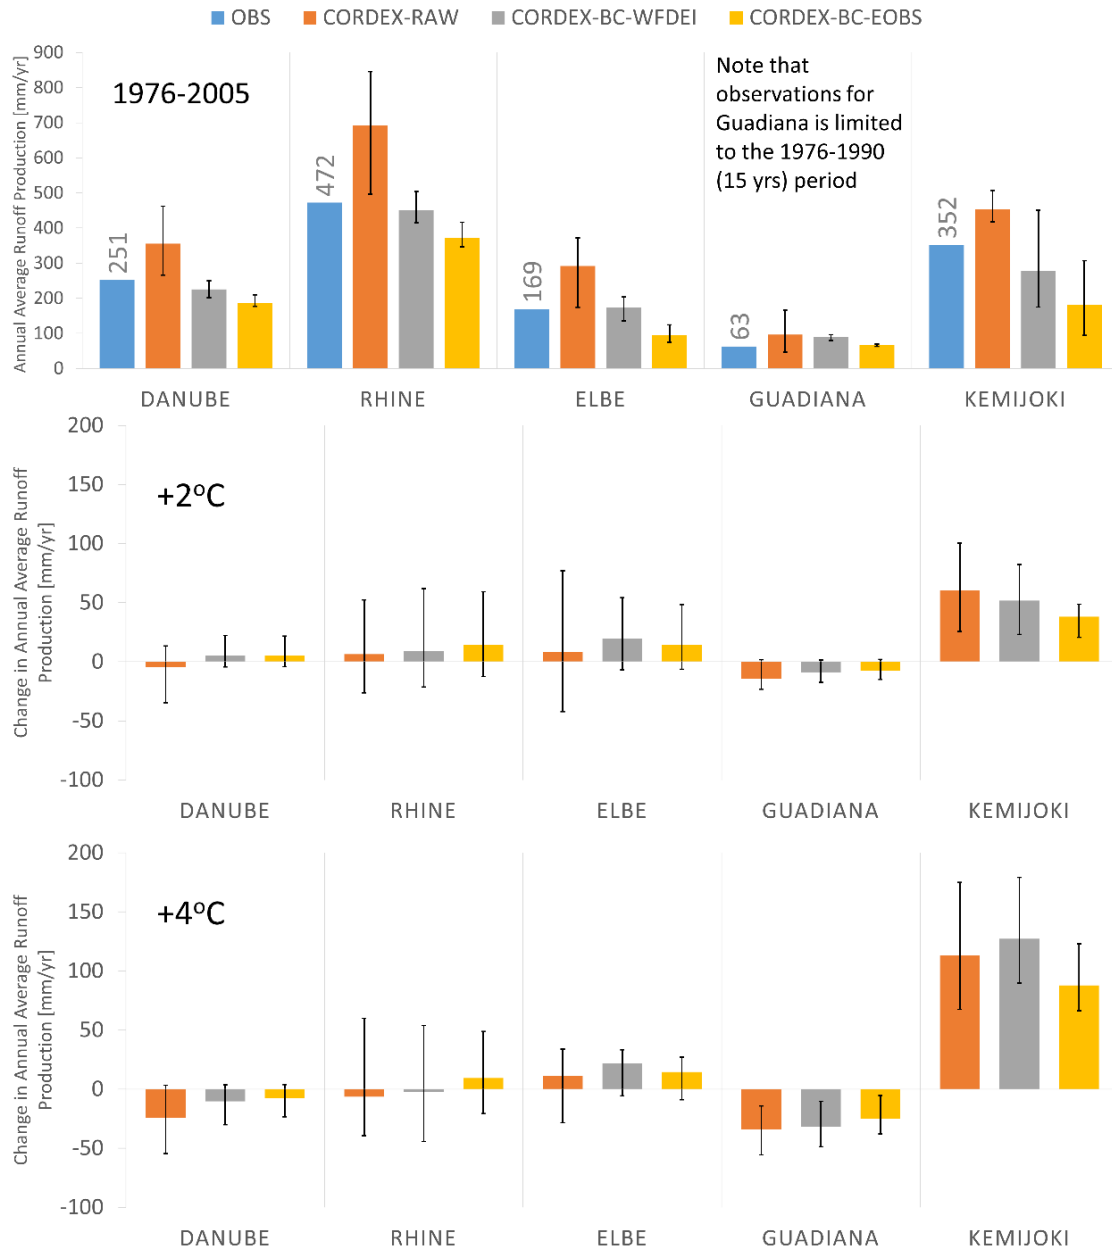 OBS CORDEX-RAW CORDEX-BC-WFDEI CORDEX-BC-EOBS
Annual Average Runoff Production [mm/yr]
900
800
700
600
500
400
300
200
100
0
1976-2005
251
472
169
63
352
Note that
observations for
Guadiana is limited
to the 1976-1990
(15 yrs) period
DANUBE RHINE ELBE GUADIANA KEMIJOKI
Change in Annual Average Runoff
Production [mm/yr]
200
150
100
50
0
-50
-100
+2°C
DANUBE RHINE ELBE GUADIANA KEMIJOKI
Change in Annual Average Runoff
Production [mm/yr]
200
150
100
50
0
-50
-100
+4°C
DANUBE RHINE ELBE GUADIANA KEMIJOKI